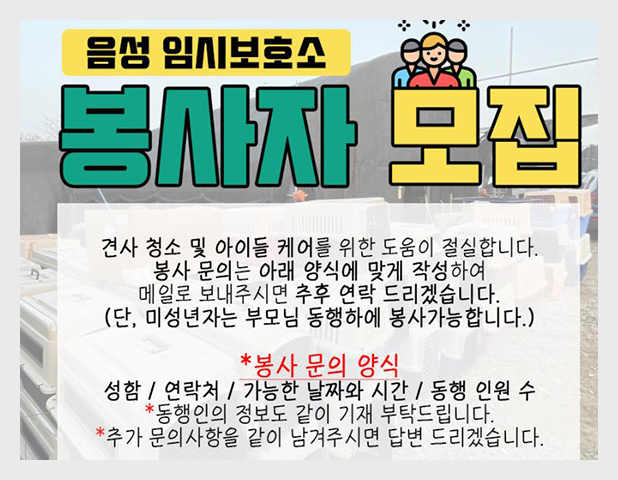 음성 임시보호소
봉사자 모집
견사 청소 및 아이들 케어를 위한 도움이 절실합니다.
봉사 문의는 아래 양식에 맞게 작성하여
메일로 보내주시면 추후 연락 드리겠습니다.
(단, 미성년자는 부모님 동행하에 봉사가능합니다.)
*봉사 문의 양식
성함 / 연락처 / 가능한 날짜와 시간 / 동행 인원 수
*동행인의 정보도 같이 기재 부탁드립니다.
*추가 문의사항을 같이 남겨주시면 답변 드리겠습니다.